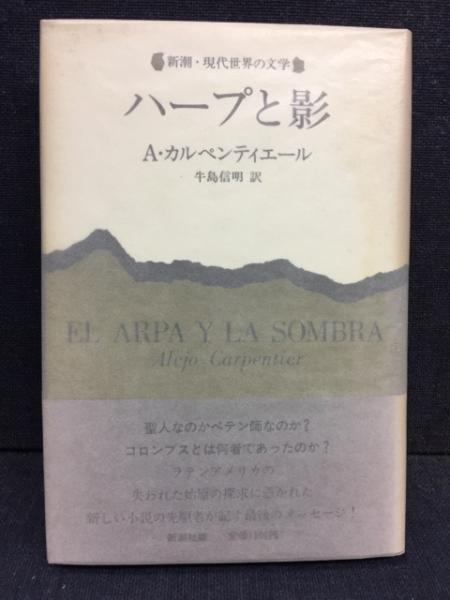 新潮・現代世界の文学
ハープと影
A・カルペンティエール
牛島信明 訳
EL ARPA Y LA SOMBRA
Alejo Carpentier
聖人なのかペテン師なのか?
コロンブスとは何者であったのか?
ラテンアメリカの
失われた始原の探求に憑かれた
新しい小説の先駆者が記す最後のメッセージ!
新潮社版 定価